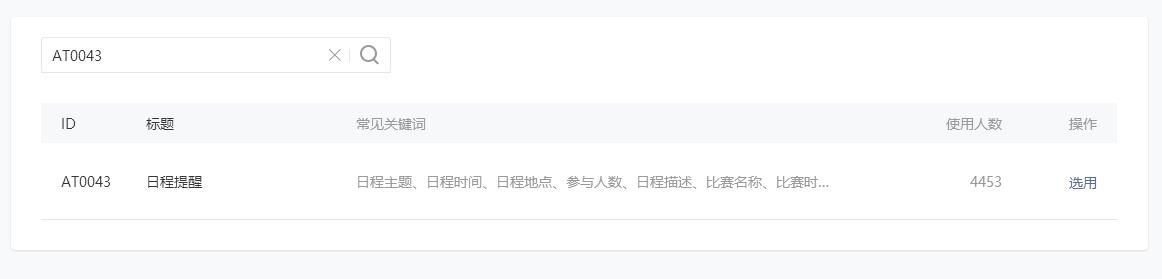 AT0043
ID 标题 常见关键词 使用人数 操作
AT0043 日程提醒 日程主题、日程时间、日程地点、参与人数、日程描述、比赛名称、比赛时... 4453 选用